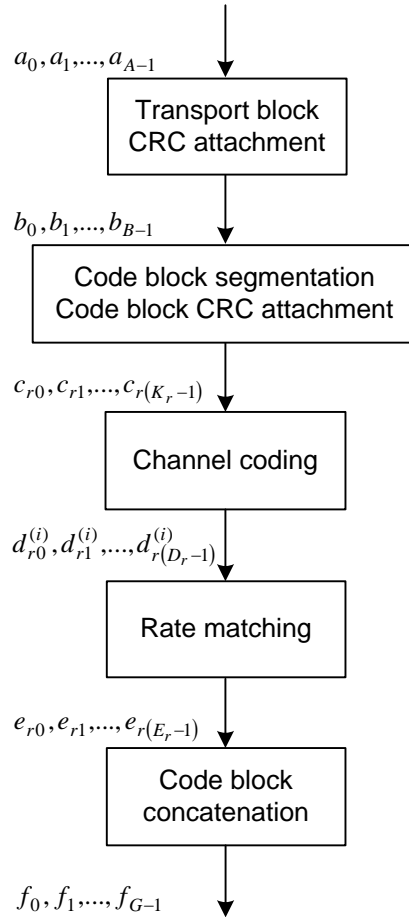 a_0, a_1,..., a_{A-1}
Transport block
CRC attachment
b_0, b_1,..., b_{B-1}
Code block segmentation
Code block CRC attachment
c_{r0}, c_{r1},..., c_{r(K_r-1)}
Channel coding
d_{r0}^{(i)}, d_{r1}^{(i)},..., d_{r(D_r-1)}^{(i)}
Rate matching
e_{r0}, e_{r1},..., e_{r(E_r-1)}
Code block
concatenation
f_0, f_1,..., f_{G-1}